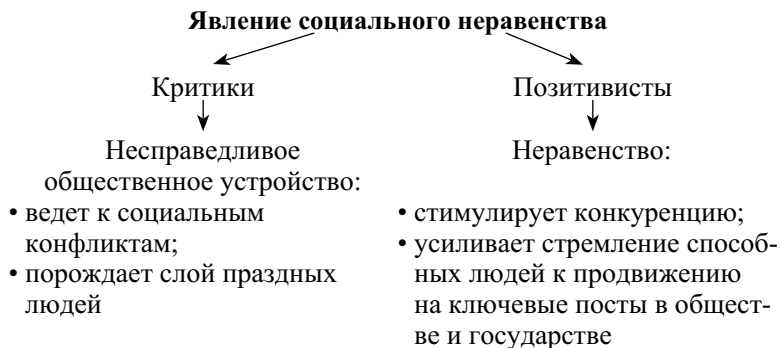 Явление социального неравенства
Критики
Несправедливое
общественное устройство:
• ведет к социальным
конфликтам;
• порождает слой праздных
людей
Позитивисты
Неравенство:
• стимулирует конкуренцию;
• усиливает стремление способ-
ных людей к продвижению
на ключевые посты в общест-
ве и государстве